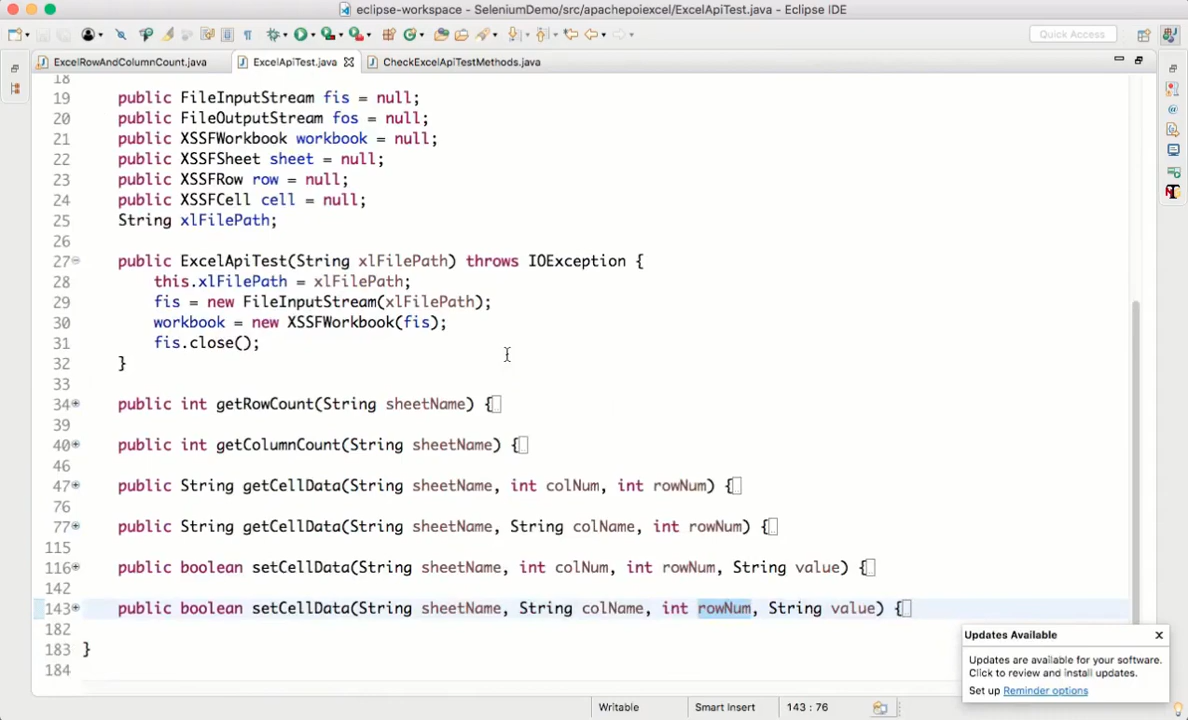 eclipse-workspace - SeleniumDemo/src/apachepoiexcel/ExcelApiTest.java - Eclipse IDE
Quick Access
ExcelRowAndColumnCount.java
ExcelApiTest.java
CheckExcelApiTestMethods.java
18
19 public FileInputStream fis = null;
20 public FileOutputStream fos = null;
21 public XSSFWorkbook workbook = null;
22 public XSSFSheet sheet = null;
23 public XSSFRow row = null;
24 public XSSFCell cell = null;
25 String xlFilePath;
26
27 public ExcelApiTest(String xlFilePath) throws IOException {
28 this.xlFilePath = xlFilePath;
29 fis = new FileInputStream(xlFilePath);
30 workbook = new XSSFWorkbook(fis);
31 fis.close();
32 }
33
34 public int getRowCount(String sheetName) {
39
40 public int getColumnCount(String sheetName) {
46
47 public String getCellData(String sheetName, int colNum, int rowNum) {
76
77 public String getCellData(String sheetName, String colName, int rowNum) {
115
116 public boolean setCellData(String sheetName, int colNum, int rowNum, String value) {
142
143 public boolean setCellData(String sheetName, String colName, int rowNum, String value) {
182
183 }
184
Updates Available
Updates are available for your software.
Click to review and install updates.
Set up Reminder options
Writable
Smart Insert
143 : 76